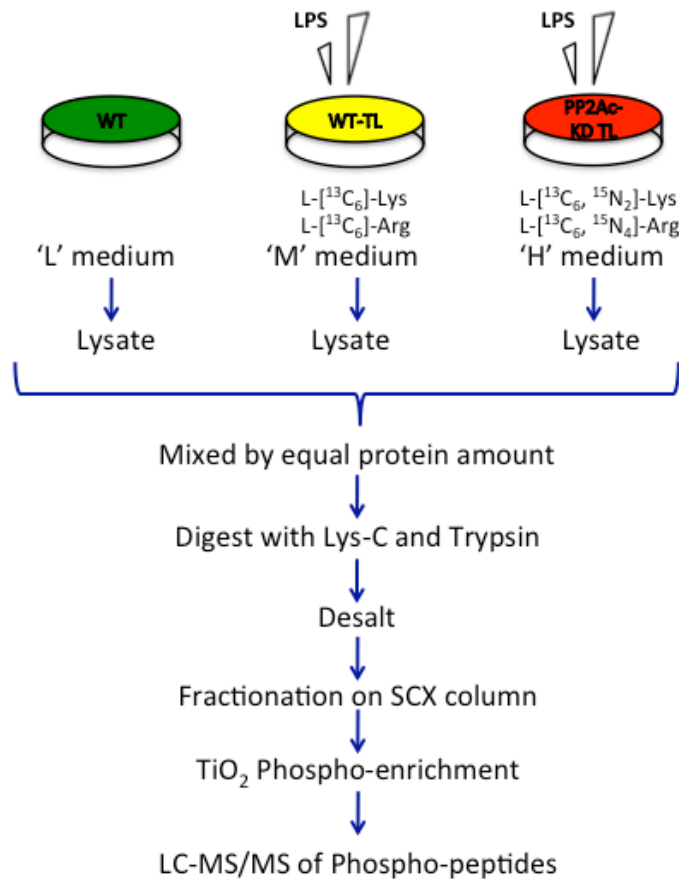 LPS
LPS
WT
WT-TL
PP2Ac-
KD TL
L-[¹³C₆]-Lys
L-[¹³C₆]-Arg
L-[¹³C₆, ¹⁵N₂]-Lys
L-[¹³C₆, ¹⁵N₄]-Arg
‘L’ medium
‘M’ medium
‘H’ medium
Lysate
Lysate
Lysate
Mixed by equal protein amount
Digest with Lys-C and Trypsin
Desalt
Fractionation on SCX column
TiO₂ Phospho-enrichment
LC-MS/MS of Phospho-peptides